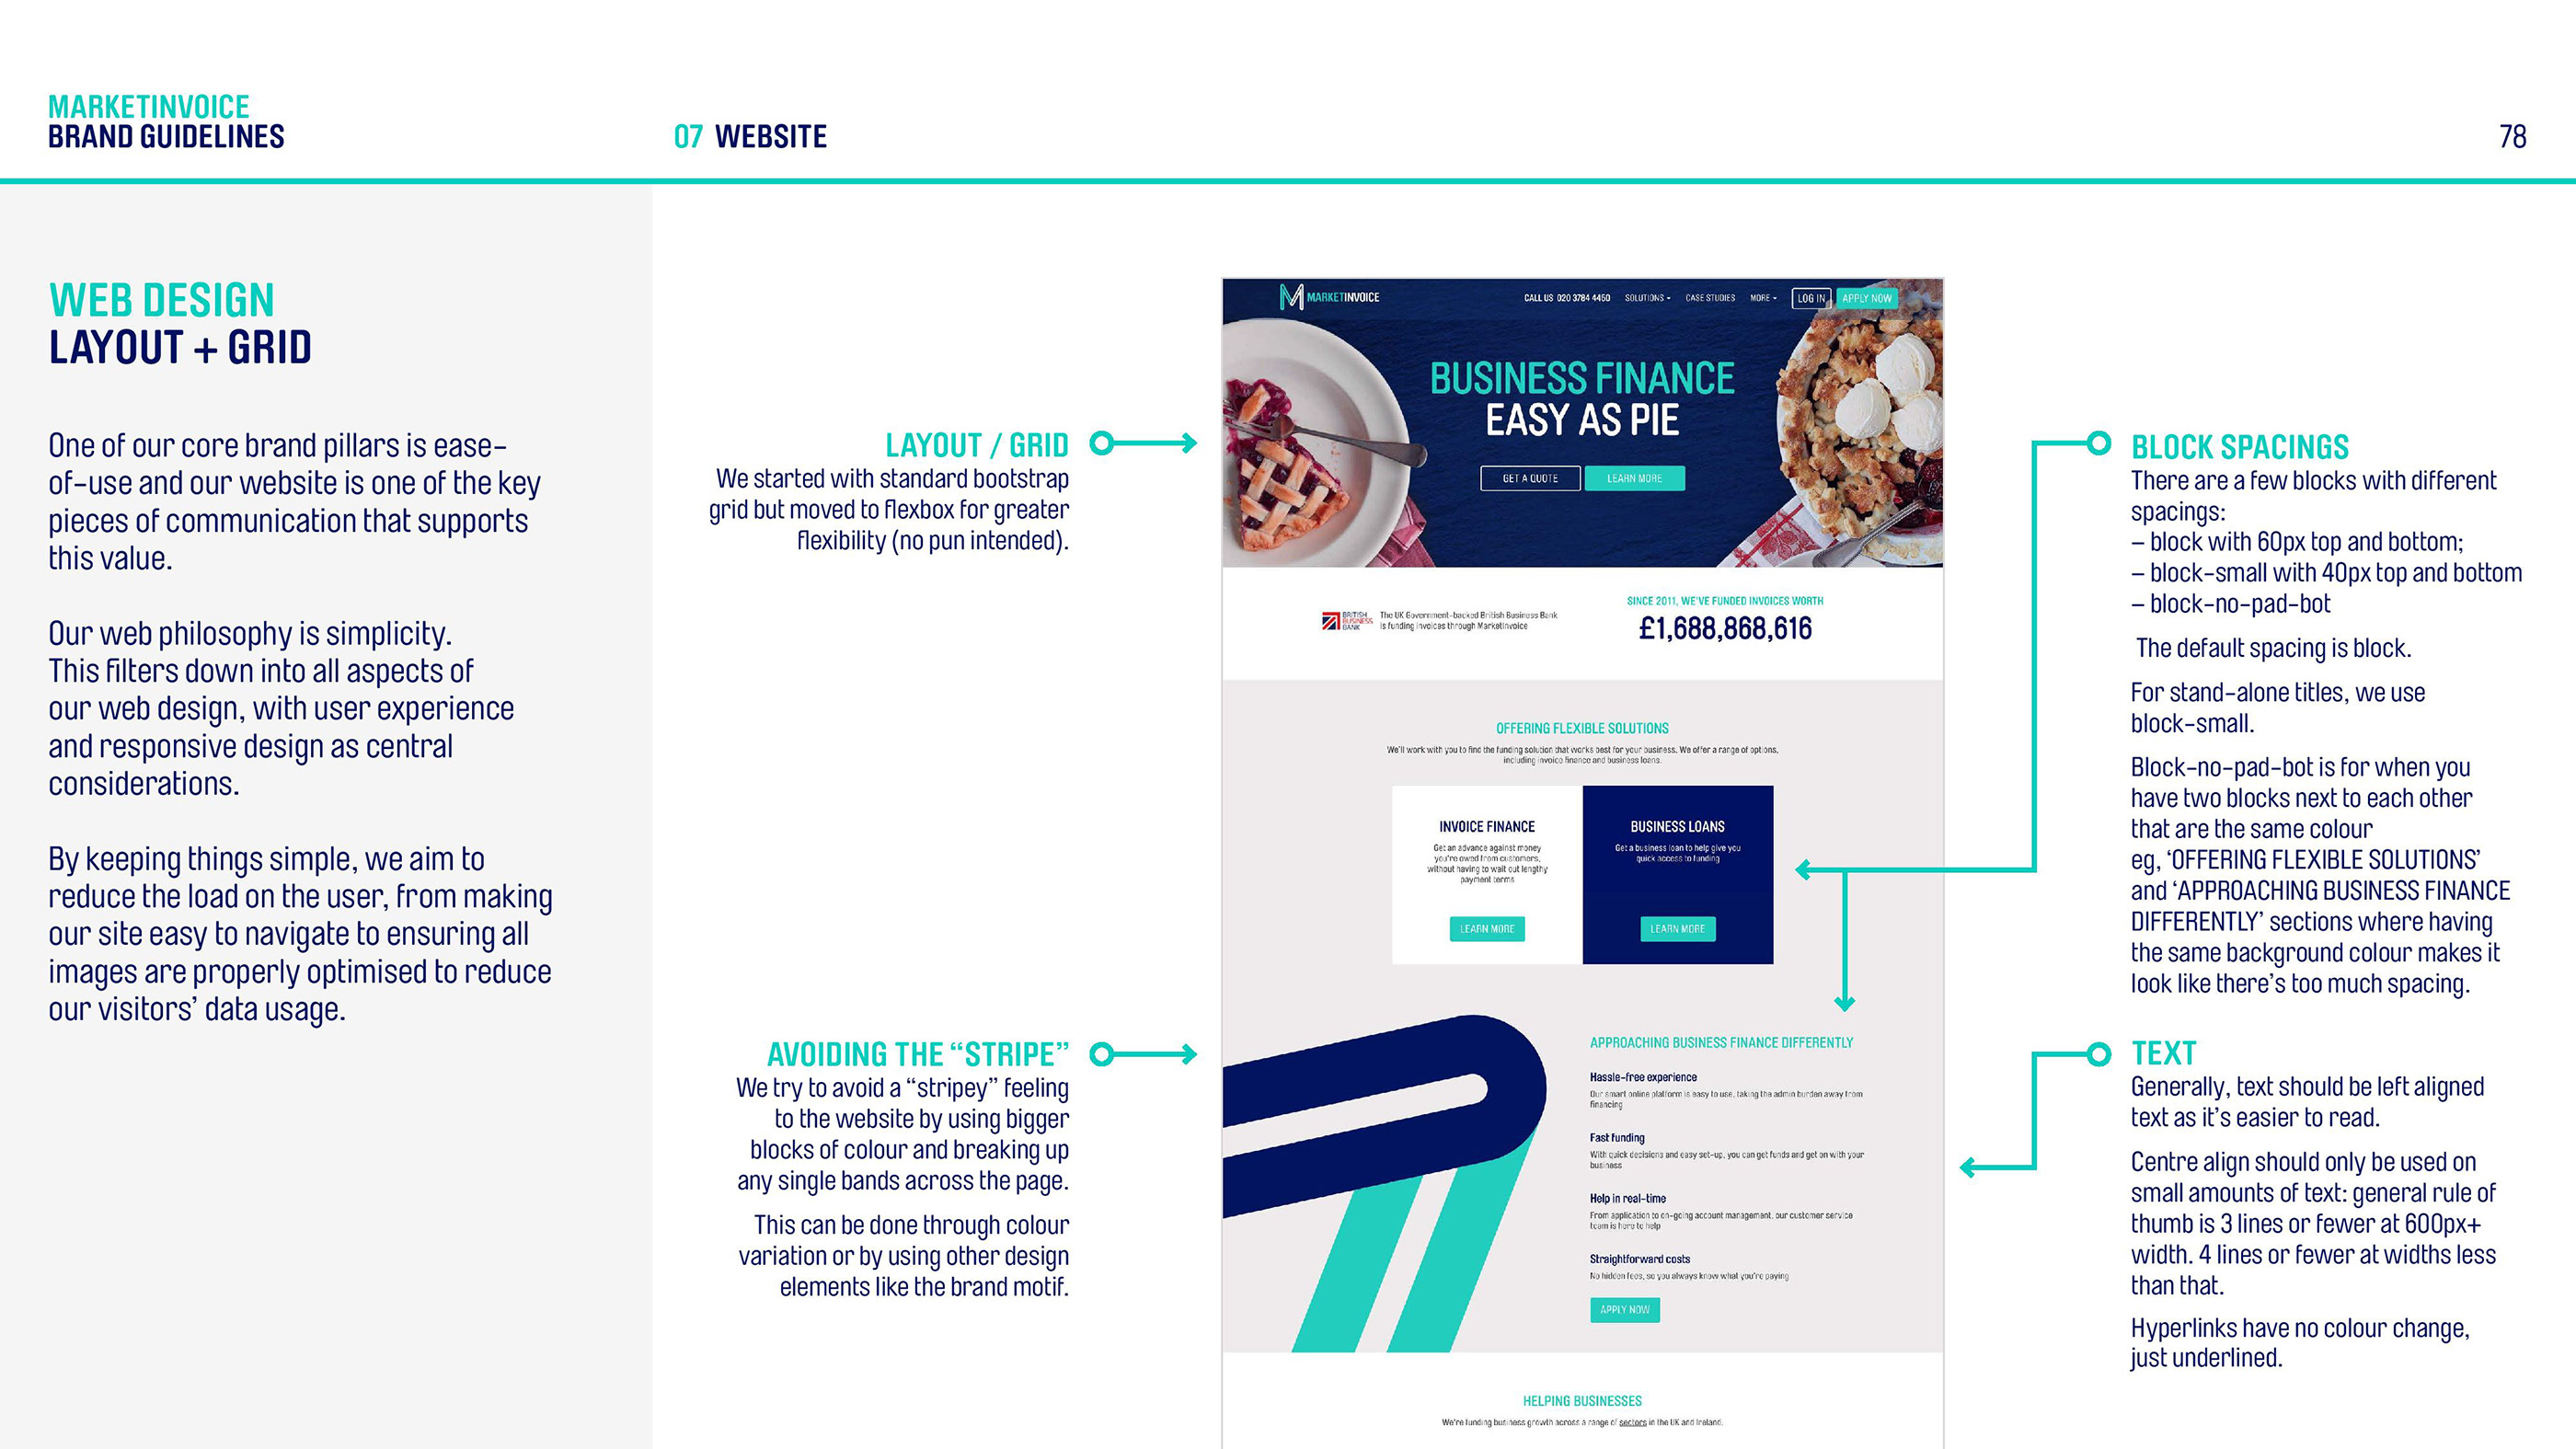 MARKETINVOICE
BRAND GUIDELINES
07 WEBSITE
78
WEB DESIGN
LAYOUT + GRID
One of our core brand pillars is ease-
of-use and our website is one of the key
pieces of communication that supports
this value.
Our web philosophy is simplicity.
This filters down into all aspects of
our web design, with user experience
and responsive design as central
considerations.
By keeping things simple, we aim to
reduce the load on the user, from making
our site easy to navigate to ensuring all
images are properly optimised to reduce
our visitors’ data usage.
LAYOUT / GRID
We started with standard bootstrap
grid but moved to flexbox for greater
flexibility (no pun intended).
AVOIDING THE “STRIPE”
We try to avoid a “stripey” feeling
to the website by using bigger
blocks of colour and breaking up
any single bands across the page.
This can be done through colour
variation or by using other design
elements like the brand motif.
MARKETINVOICE
CALL US 020 3784 4450 SOLUTIONS CASE STUDIES MORE LOG IN APPLY NOW
BUSINESS FINANCE
EASY AS PIE
GET A QUOTE LEARN MORE
BRITISH
BUSINESS
BANK
The UK Government-backed British Business Bank
is funding invoices through MarketInvoice
SINCE 2011, WE'VE FUNDED INVOICES WORTH
£1,688,868,616
OFFERING FLEXIBLE SOLUTIONS
We'll work with you to find the funding solution that works best for your business. We offer a range of options,
including invoice finance and business loans.
INVOICE FINANCE
Get an advance against money
you're owed from customers,
without having to wait out lengthy
payment terms
LEARN MORE
BUSINESS LOANS
Get a business loan to help give you
quick access to funding
LEARN MORE
APPROACHING BUSINESS FINANCE DIFFERENTLY
Hassle-free experience
Our smart online platform is easy to use, taking the admin burden away from
financing
Fast funding
With quick decisions and easy set-up, you can get funds and get on with your
business
Help in real-time
From application to on-going account management, our customer service
team is here to help
Straightforward costs
No hidden fees, so you always know what you're paying
APPLY NOW
HELPING BUSINESSES
We're funding business growth across a range of sectors in the UK and Ireland.
BLOCK SPACINGS
There are a few blocks with different
spacings:
– block with 60px top and bottom;
– block-small with 40px top and bottom
– block-no-pad-bot
The default spacing is block.
For stand-alone titles, we use
block-small.
Block-no-pad-bot is for when you
have two blocks next to each other
that are the same colour
eg, ‘OFFERING FLEXIBLE SOLUTIONS’
and ‘APPROACHING BUSINESS FINANCE
DIFFERENTLY’ sections where having
the same background colour makes it
look like there’s too much spacing.
TEXT
Generally, text should be left aligned
text as it’s easier to read.
Centre align should only be used on
small amounts of text: general rule of
thumb is 3 lines or fewer at 600px+
width. 4 lines or fewer at widths less
than that.
Hyperlinks have no colour change,
just underlined.